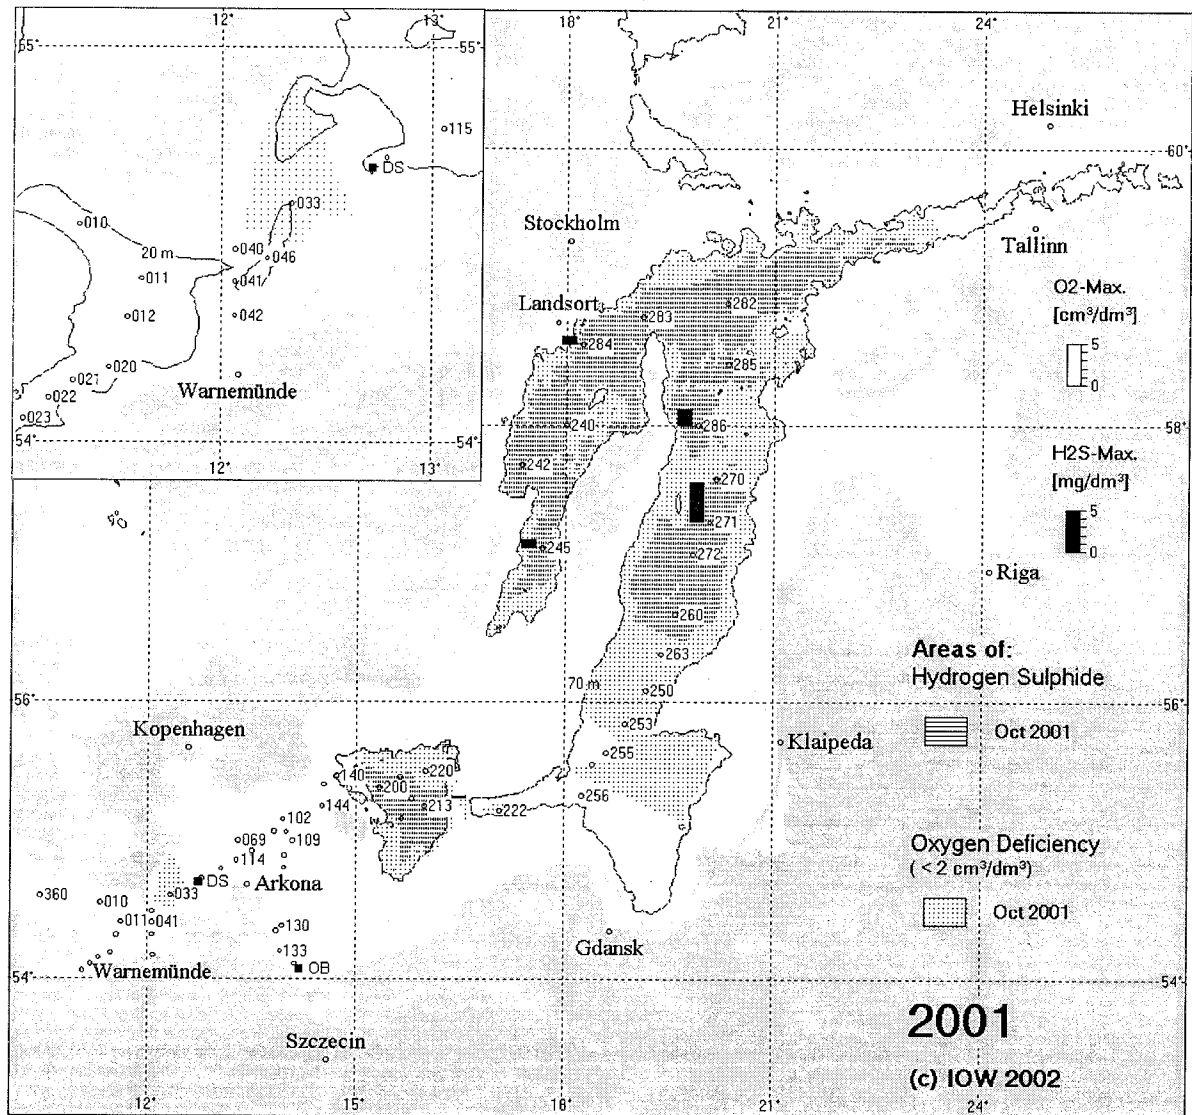 12°
13°
18°
21°
24°
55°
55°
Helsinki
115
DS
60°
033
010
Stockholm
Tallinn
20 m
040
046
011
041
O2-Max.
[cm³/dm³]
282
Landsort
283
012
042
5
0
284
020
021
285
Warnemünde
022
023
240
286
58°
54°
54°
12°
13°
H2S-Max.
[mg/dm³]
242
270
5
0
271
245
272
Riga
260
Areas of:
Hydrogen Sulphide
263
70 m
250
56°
56°
253
Oct 2001
Kopenhagen
Klaipeda
255
220
140
200
256
144
213
222
102
069
109
Oxygen Deficiency
( < 2 cm³/dm³)
114
DS
Arkona
360
033
010
Oct 2001
011
041
130
Gdansk
133
OB
Warnemünde
54°
54°
2001
Szczecin
(c) IOW 2002
12°
15°
18°
21°
24°